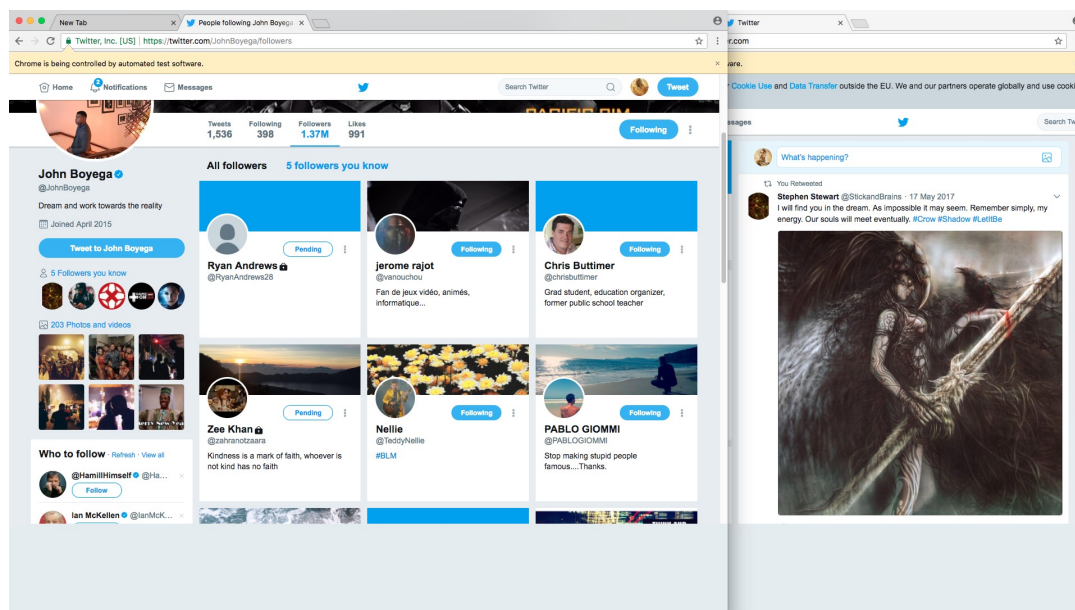 New Tab
People following John Boyega
Twitter, Inc. [US] | https://twitter.com/JohnBoyega/followers
Chrome is being controlled by automated test software.
Home
2
Notifications
Messages
Search Twitter
Tweet
PACIFIC RIM
Tweets Following Followers Likes
1,536 398 1.37M 991
Following
John Boyega
@JohnBoyega
Dream and work towards the reality
Joined April 2015
Tweet to John Boyega
5 Followers you know
203 Photos and videos
Who to follow · Refresh · View all
@HamillHimself @Ha...
Follow
Ian McKellen @IanMcK...
All followers 5 followers you know
Pending
Ryan Andrews
@RyanAndrews28
Following
jerome rajot
@vanouchou
Fan de jeux vidéo, animés,
informatique...
Following
Chris Buttimer
@chrisbuttimer
Grad student, education organizer,
former public school teacher
Pending
Zee Khan
@zahranotzaara
Kindness is a mark of faith, whoever is
not kind has no faith
Following
Nellie
@TeddyNellie
#BLM
Following
PABLO GIOMMI
@PABLOGIOMMI
Stop making stupid people
famous....Thanks.
Twitter
r.com
ware.
Cookie Use and Data Transfer outside the EU. We and our partners operate globally and use cooki
ssages
Search Tw
What's happening?
You Retweeted
Stephen Stewart @StickandBrains · 17 May 2017
I will find you in the dream. As impossible it may seem. Remember simply, my
energy. Our souls will meet eventually. #Crow #Shadow #LetItBe